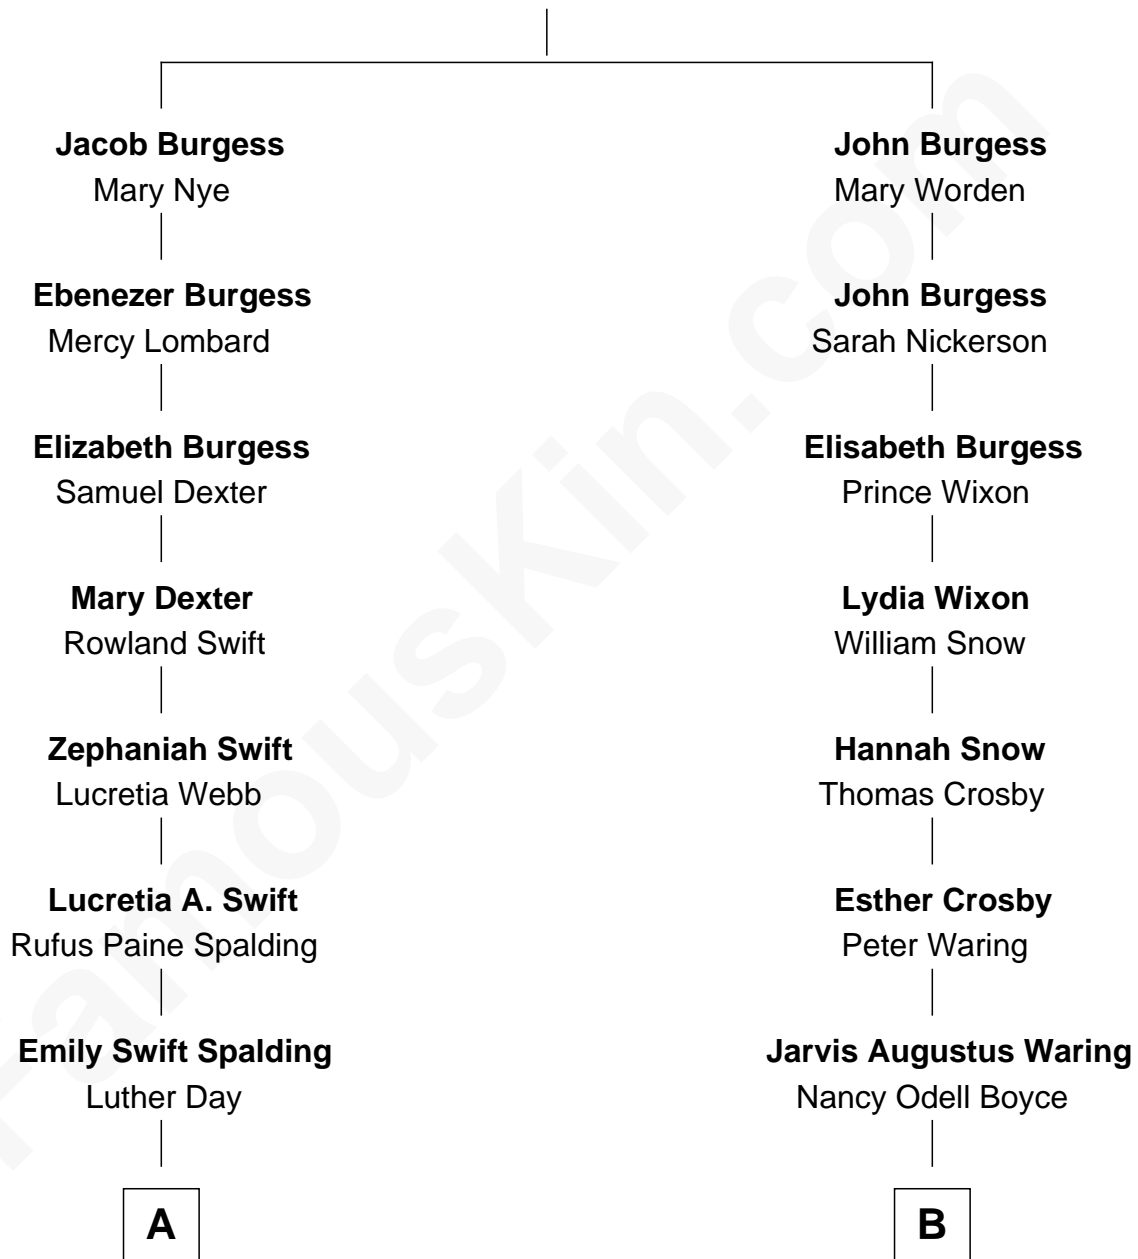 Jacob Burgess
Mary Nye
John Burgess
Mary Worden
Ebenezer Burgess
Mercy Lombard
John Burgess
Sarah Nickerson
Elizabeth Burgess
Samuel Dexter
Elisabeth Burgess
Prince Wixon
Mary Dexter
Rowland Swift
Lydia Wixon
William Snow
Zephaniah Swift
Lucretia Webb
Hannah Snow
Thomas Crosby
Lucretia A. Swift
Rufus Paine Spalding
Esther Crosby
Peter Waring
Emily Swift Spalding
Luther Day
Jarvis Augustus Waring
Nancy Odell Boyce
A
B
FamousKin.com